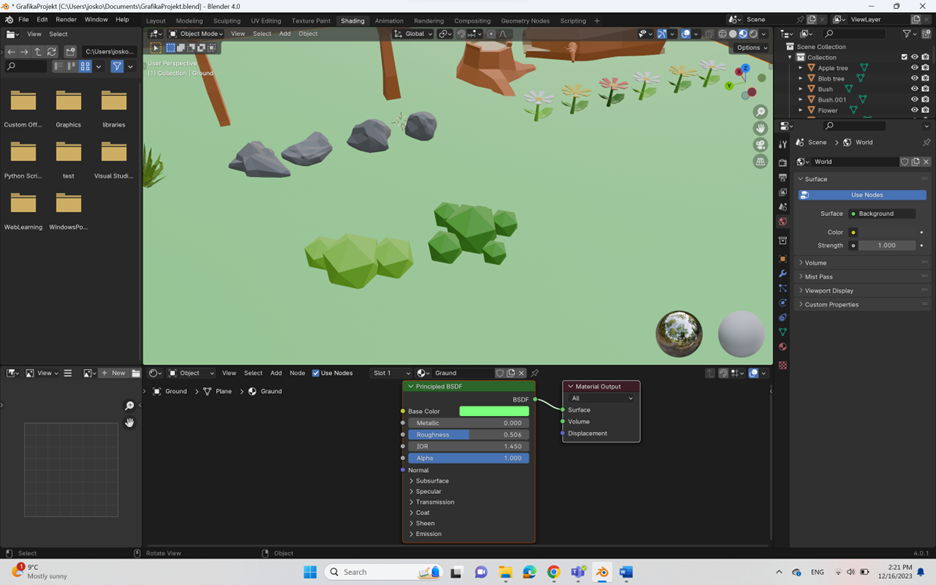 * GrafikaProjekt [C:\Users\josko\GrafikaProjekt.blend] - Blender 4.0
File Edit Render Window Help
Layout Modeling Sculpting UV Editing Texture Paint Shading Animation Rendering Compositing Geometry Nodes Scripting +
Scene
ViewLayer
View Select
Object Mode View Select Add Object
Global
Options
C:\Users\josko...
User Perspective
(1) Collection | Ground
Custom Off...
Graphics
libraries
Python Scri...
test
Visual Studi...
WebLearning
WindowsPo...
X
Y
Z
Scene Collection
Collection
Apple tree
Blob tree
Bush
Bush.001
Flower
Scene > World
World
Surface
Use Nodes
Surface Background
Color
Strength 1.000
Volume
Mist Pass
Viewport Display
Custom Properties
View
+ New
Object View Select Add Node Use Nodes Slot 1 Greand
Ground > Plane > Greand
Principled BSDF
BSDF
Base Color
Metallic 0.000
Roughness 0.506
IOR 1.450
Alpha 1.000
Normal
Subsurface
Specular
Transmission
Coat
Sheen
Emission
Material Output
All
Surface
Volume
Displacement
Select
Rotate View
Object
4.0.1
1
9°C
Mostly sunny
Search
ENG
2:21 PM
12/16/2023